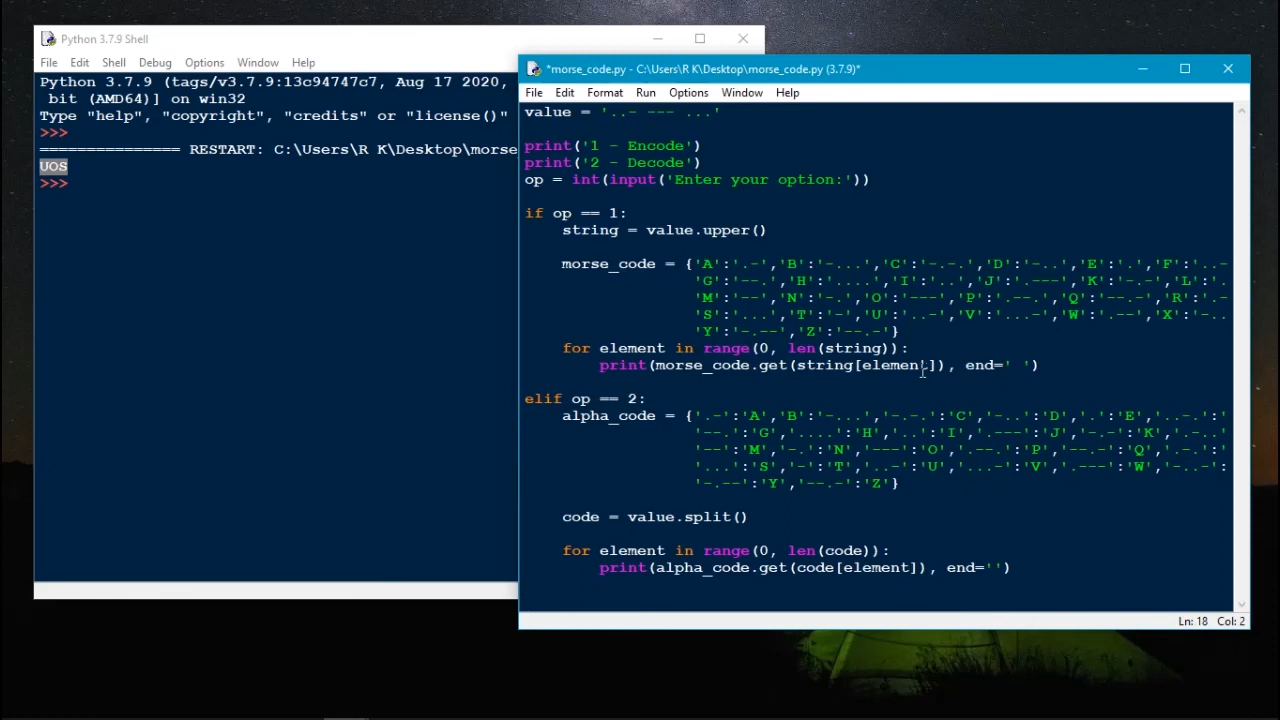 Python 3.7.9 Shell
File Edit Shell Debug Options Window Help
Python 3.7.9 (tags/v3.7.9:13c94747c7, Aug 17 2020,
bit (AMD64)] on win32
Type "help", "copyright", "credits" or "license()"
>>>
=============== RESTART: C:\Users\R K\Desktop\morse
UOS
>>>
*morse_code.py - C:\Users\R K\Desktop\morse_code.py (3.7.9)*
File Edit Format Run Options Window Help
value = '..- --- ...'
print('1 - Encode')
print('2 - Decode')
op = int(input('Enter your option:'))
if op == 1:
string = value.upper()
morse_code = {'A':'.-','B':'-...','C':'-.-.','D':'-..','E':'.','F':'..-
'G':'--.','H':'....','I':'..','J':'.---','K':'-.-','L':'.
'M':'--','N':'-.','O':'---','P':'.--.','Q':'--.-','R':'.-
'S':'...','T':'-','U':'..-','V':'...-','W':'.--','X':'-..
'Y':'-.--','Z':'--.-'}
for element in range(0, len(string)):
print(morse_code.get(string[element]), end=' ')
elif op == 2:
alpha_code = {'.-':'A','B':'-...','-.-.':'C','-..':'D','.':'E','..-.':'
'--.':'G','....':'H','..':'I','.---':'J','-.-':'K','.-..'
'--':'M','-.':'N','---':'O','.--.':'P','--.-':'Q','.-.':'
'...':'S','-':'T','..-':'U','...-':'V','.---':'W','-..-':
'-.--':'Y','--.-':'Z'}
code = value.split()
for element in range(0, len(code)):
print(alpha_code.get(code[element]), end='')
Ln: 18 Col: 2